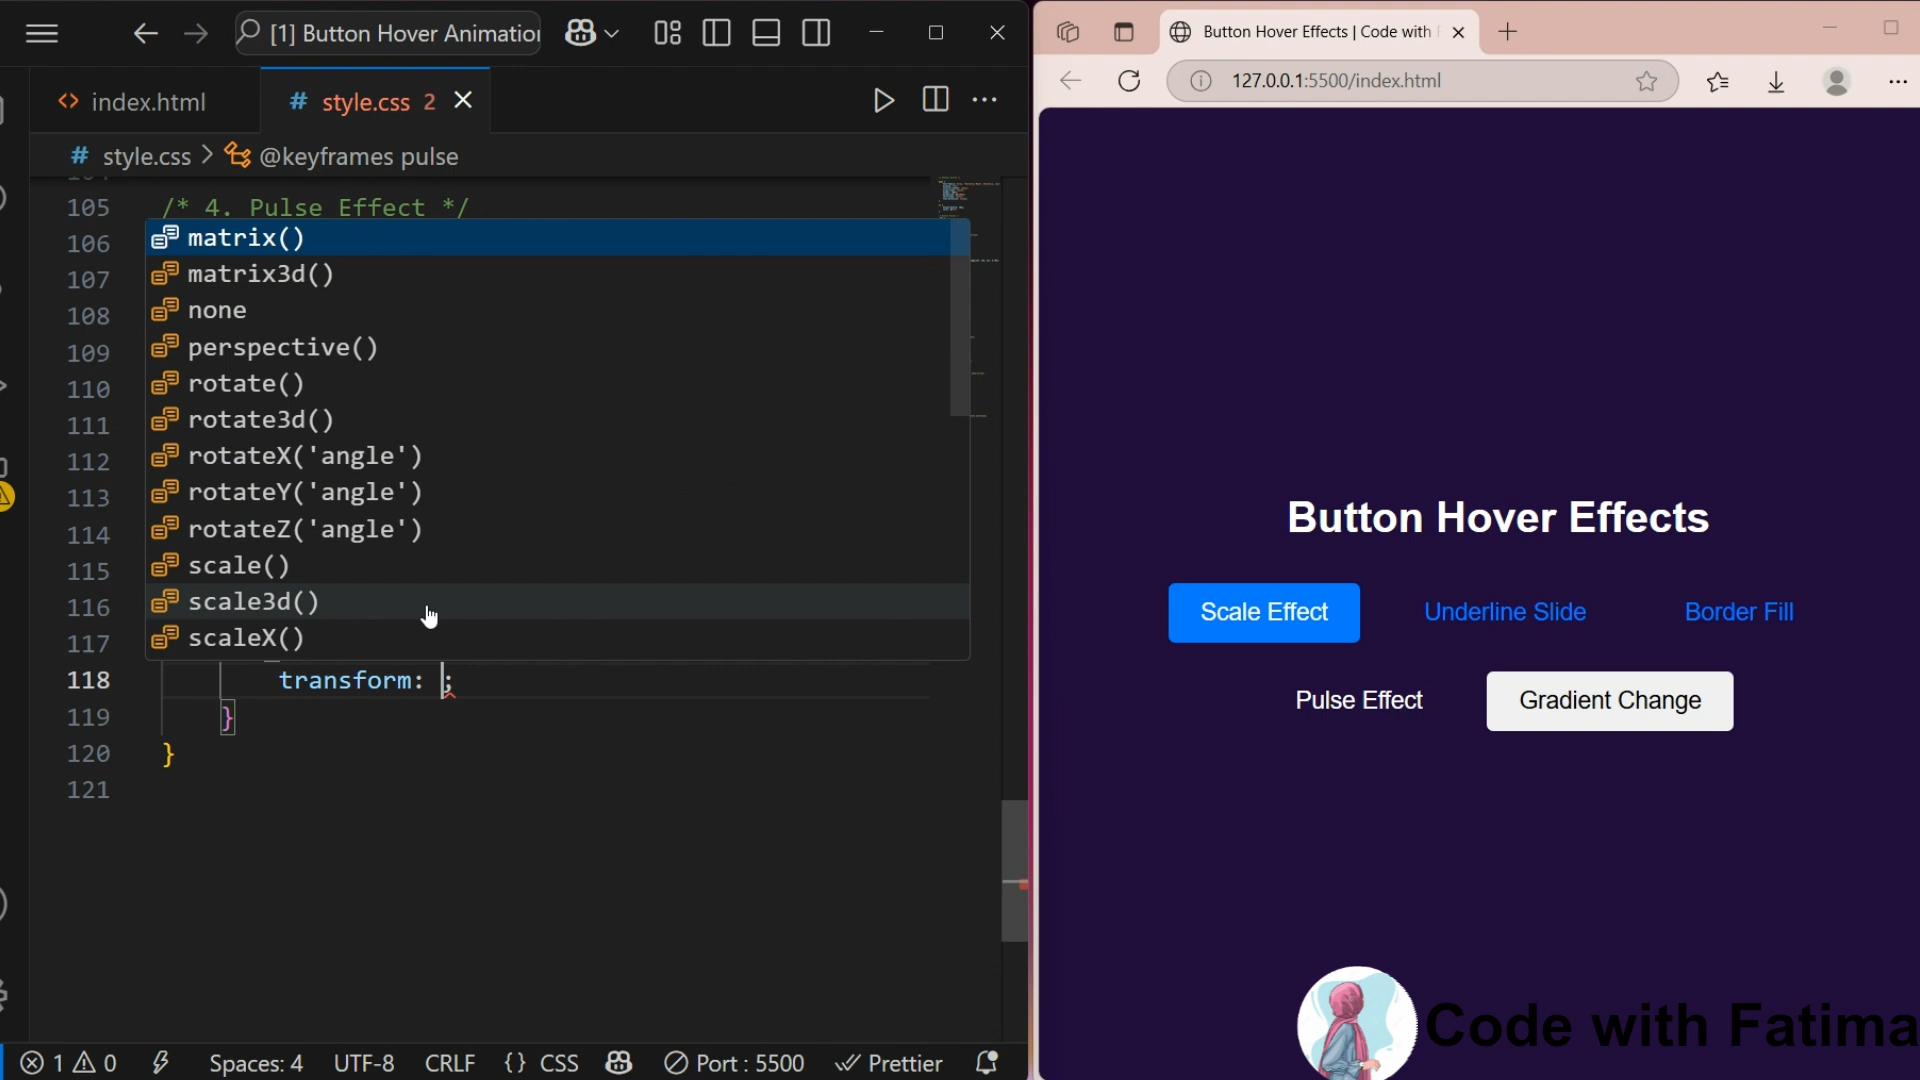 [1] Button Hover Animatio
index.html
style.css 2
style.css > @keyframes pulse
105 /* 4. Pulse Effect */
106 matrix()
107 matrix3d()
108 none
109 perspective()
110 rotate()
111 rotate3d()
112 rotateX('angle')
113 rotateY('angle')
114 rotateZ('angle')
115 scale()
116 scale3d()
117 scaleX()
118 transform: ;
119 }
120 }
121
1 0 Spaces: 4 UTF-8 CRLF {} CSS Port : 5500 Prettier
Button Hover Effects | Code with
127.0.0.1:5500/index.html
Button Hover Effects
Scale Effect Underline Slide Border Fill
Pulse Effect Gradient Change
Code with Fatima